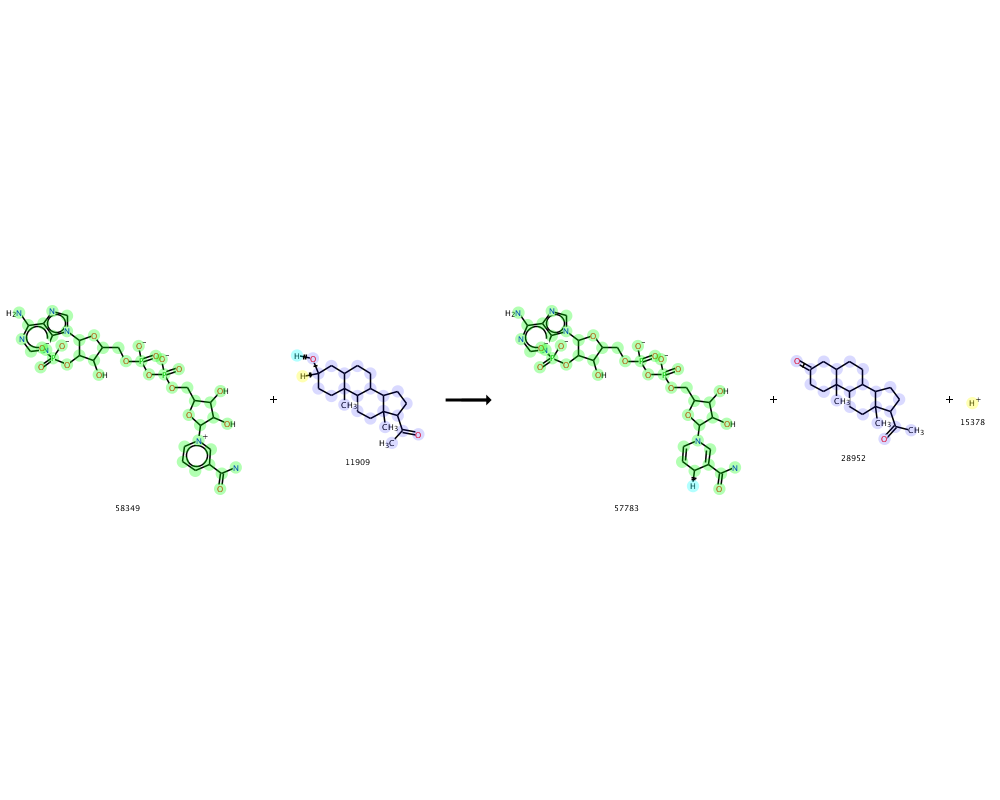 H₂N N N N N O O⁻ O⁻ P O O OH O O⁻ P O O⁻ P O O O OH OH N⁺ N O
58349
+
H O H CH₃ CH₃ H₃C O
11909
H₂N N N N N O O⁻ O⁻ P O O OH O O⁻ P O O⁻ P O O O OH OH N N O H
57783
+
O CH₃ CH₃ O CH₃
28952
+
H⁺
15378